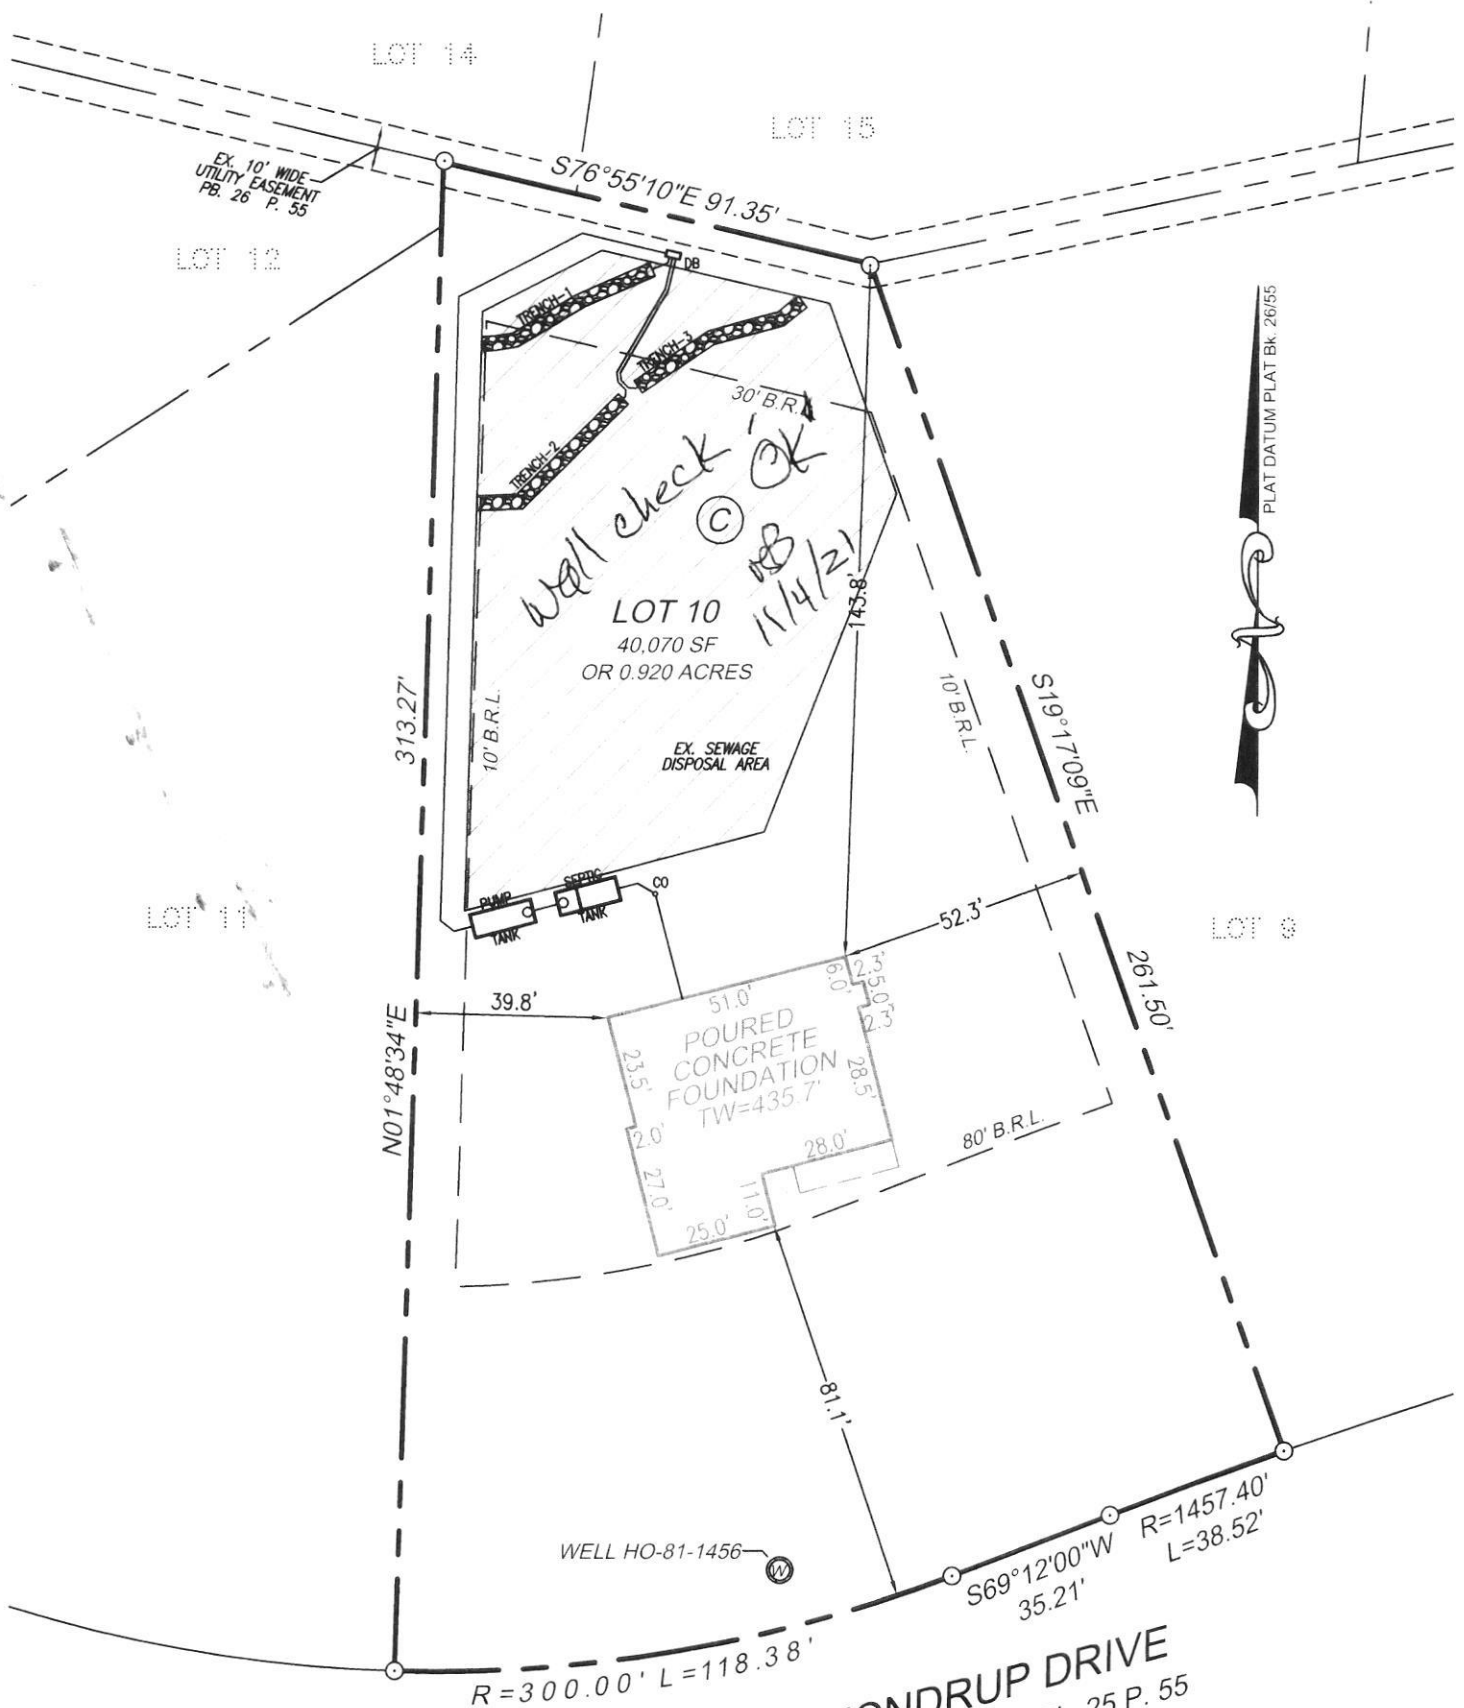 LOT 14
LOT 15
EX. 10' WIDE
UTILITY EASEMENT
PB. 26 P. 55
S76°55'10"E 91.35'
LOT 12
DB
TRENCH-1
TRENCH-3
30' B.R.L.
TRENCH-2
PLAT DATUM PLAT Bk. 26/55
Wall check OK
C
11/4/21
143.8'
LOT 10
40,070 SF
OR 0.920 ACRES
313.27'
10' B.R.L.
10' B.R.L.
S19°17'09"E
EX. SEWAGE
DISPOSAL AREA
LOT 11
PUMP
TANK
SEPTIC
TANK
CO
LOT 9
52.3'
261.50'
39.8'
N01°48'34"E
51.0'
6.0'
2.3'
5.0'
2.3'
POURED
CONCRETE
FOUNDATION
TW=435.7'
23.5'
28.5'
2.0'
28.0'
80' B.R.L.
27.0'
11.0'
25.0'
81.1'
WELL HO-81-1456
W
R=1457.40'
L=38.52'
S69°12'00"W
35.21'
R=300.00' L=118.38'
DRIVE
25 P. 55